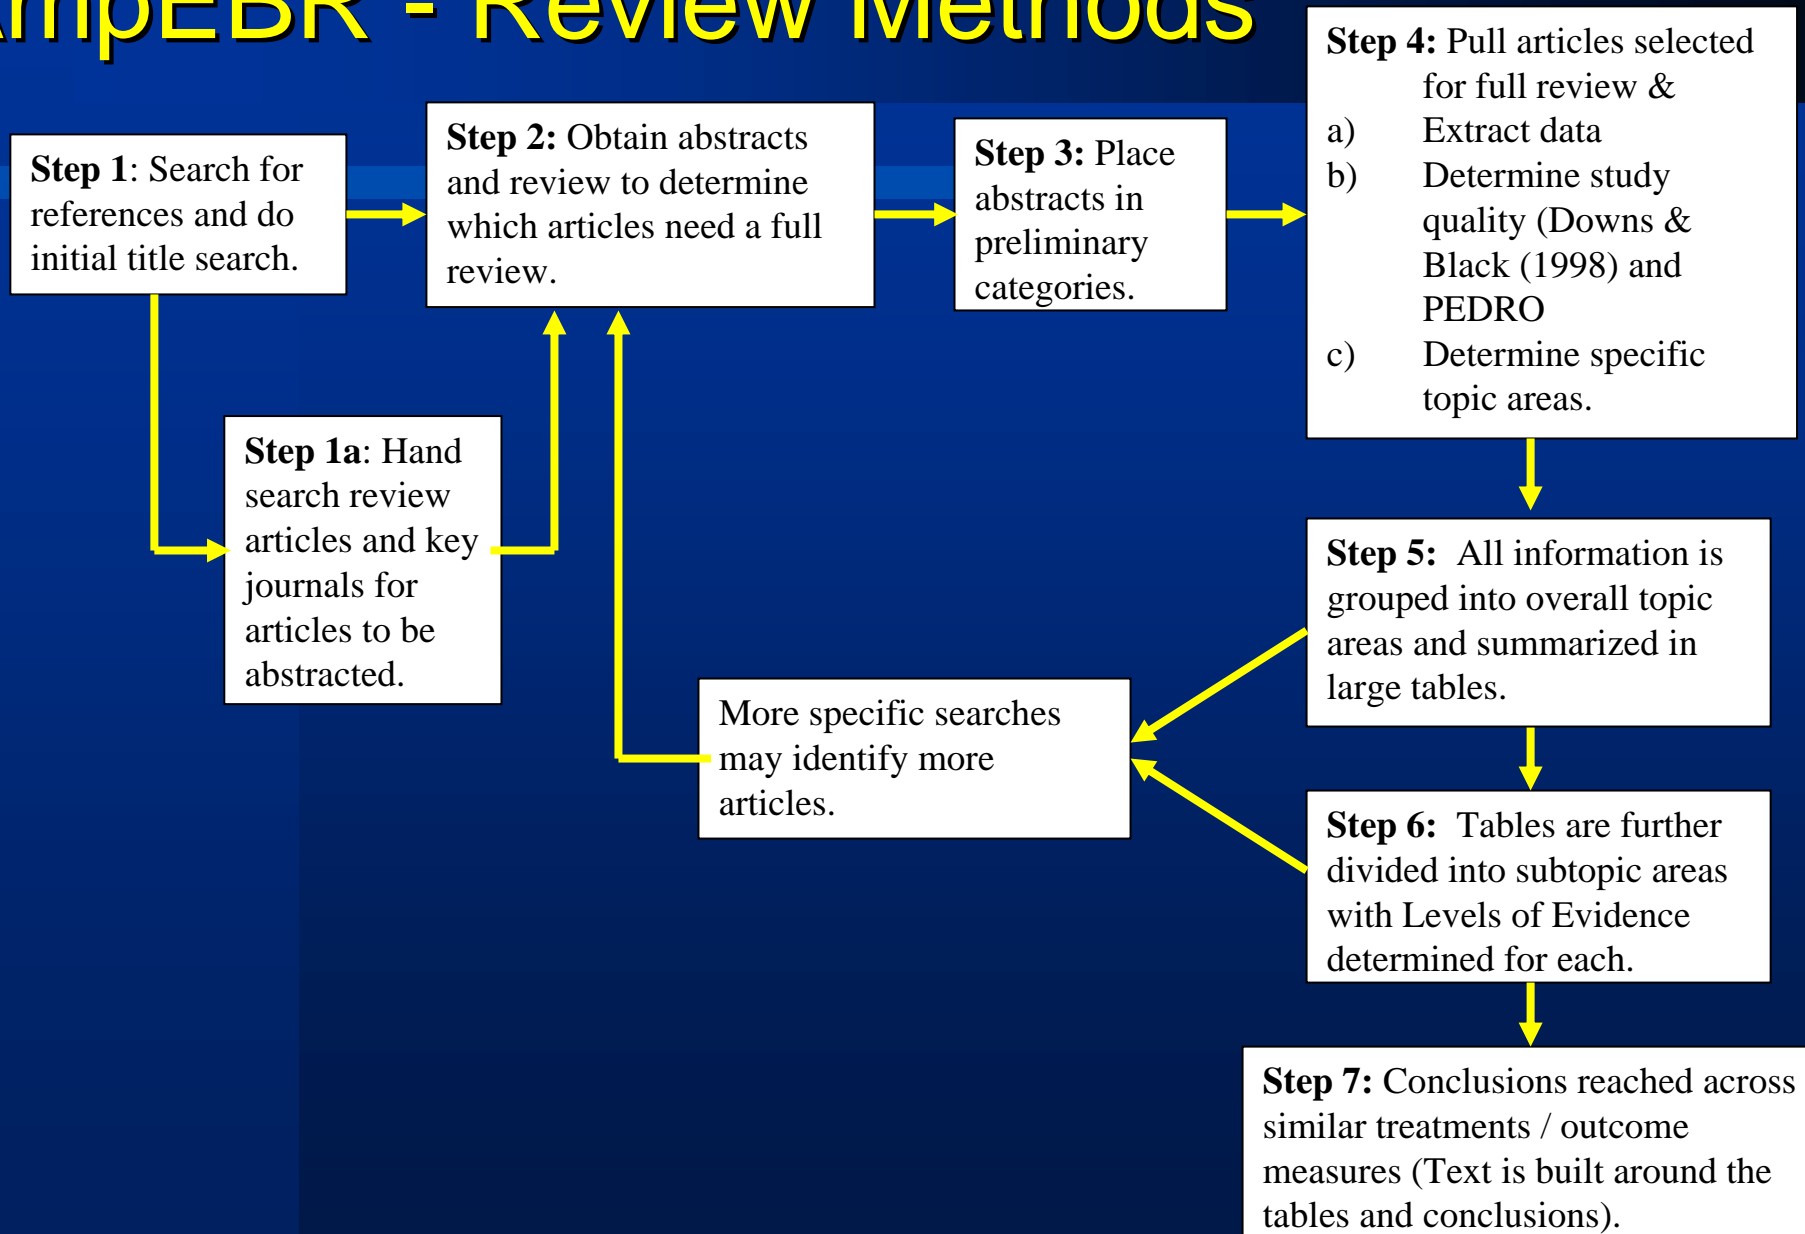 AmpEBR - Review Methods
Step 1: Search for
references and do
initial title search.
Step 2: Obtain abstracts
and review to determine
which articles need a full
review.
Step 3: Place
abstracts in
preliminary
categories.
Step 4: Pull articles selected
for full review &
a) Extract data
b) Determine study
quality (Downs &
Black (1998) and
PEDRO
c) Determine specific
topic areas.
Step 1a: Hand
search review
articles and key
journals for
articles to be
abstracted.
Step 5: All information is
grouped into overall topic
areas and summarized in
large tables.
More specific searches
may identify more
articles.
Step 6: Tables are further
divided into subtopic areas
with Levels of Evidence
determined for each.
Step 7: Conclusions reached across
similar treatments / outcome
measures (Text is built around the
tables and conclusions).